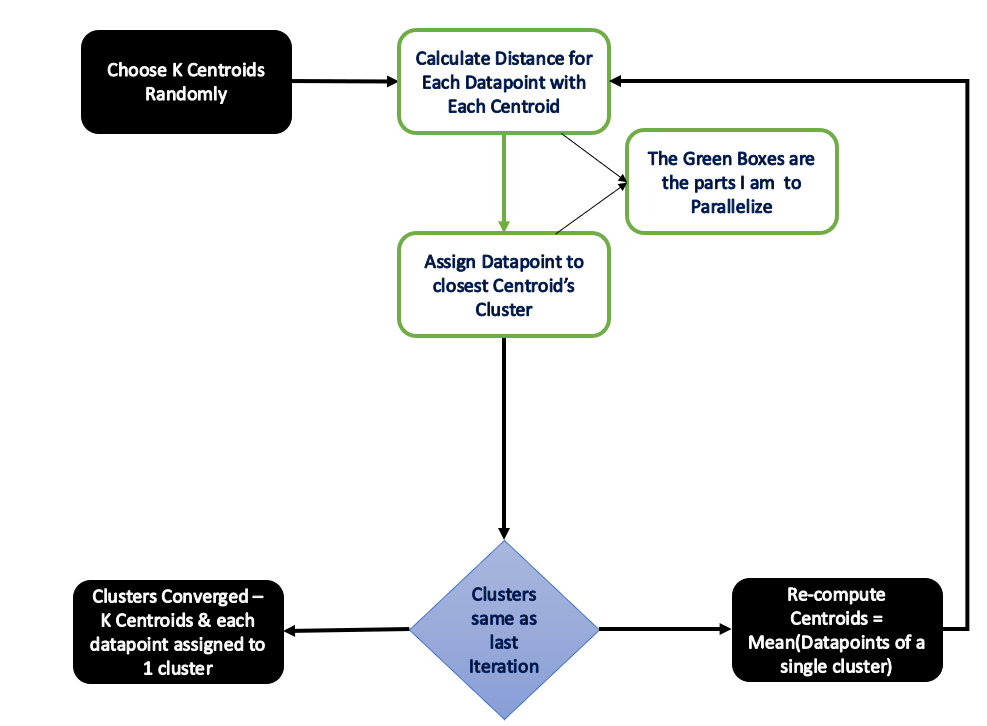 Choose K Centroids
Randomly
Calculate Distance for
Each Datapoint with
Each Centroid
The Green Boxes are
the parts I am to
Parallelize
Assign Datapoint to
closest Centroid’s
Cluster
Clusters
same as
last
Iteration
Clusters Converged –
K Centroids & each
datapoint assigned to
1 cluster
Re-compute
Centroids =
Mean(Datapoints of a
single cluster)